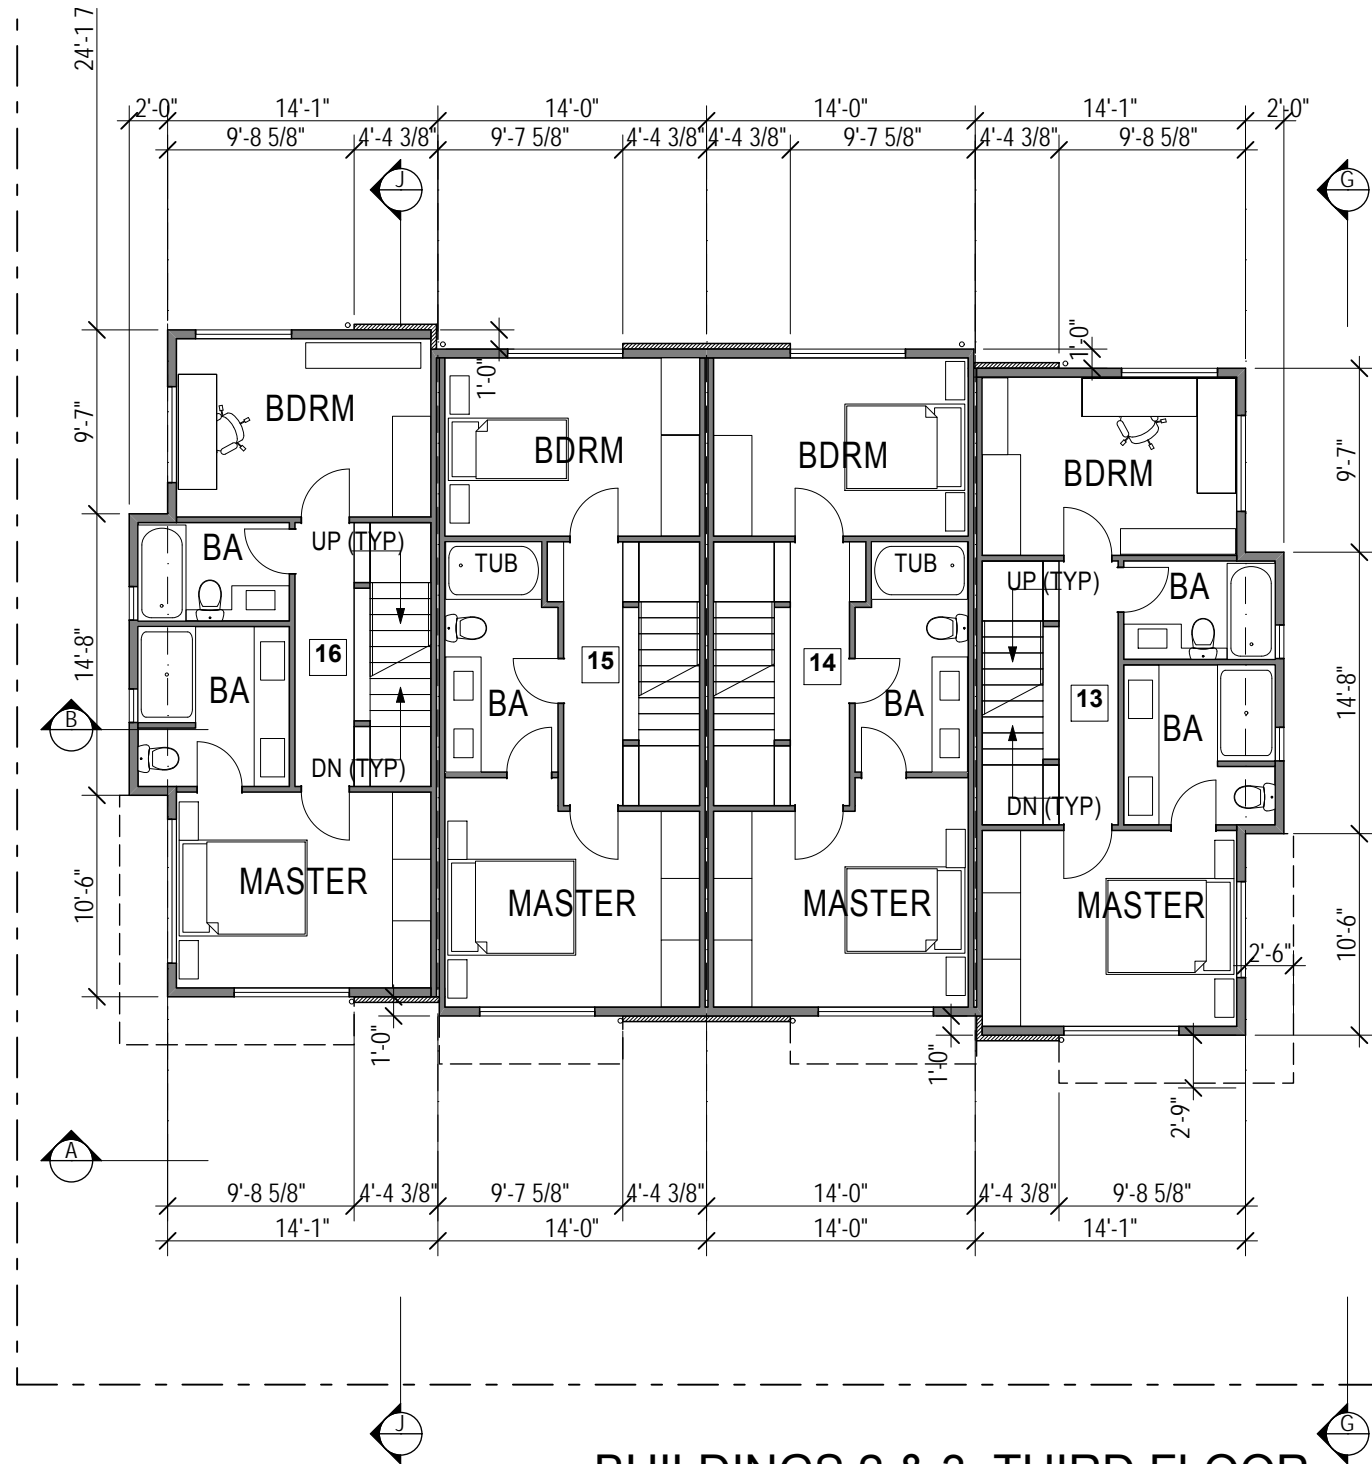 24'-1 7
2'-0" 14'-1" 14'-0" 14'-0" 14'-1" 2'-0"
9'-8 5/8" 4'-4 3/8" 9'-7 5/8" 4'-4 3/8" 4'-4 3/8" 9'-7 5/8" 4'-4 3/8" 9'-8 5/8"
J G
1'-0" 1'-0"
9'-7" BDRM BDRM BDRM BDRM 9'-7"
BA UP (TYP) TUB TUB UP (TYP) BA
14'-8" 16 15 14 13 14'-8"
B BA BA BA BA
DN (TYP) DN (TYP)
10'-6" MASTER MASTER MASTER MASTER 10'-6"
2'-6"
1'-0" 1'-0" 2'-9"
A
9'-8 5/8" 4'-4 3/8" 9'-7 5/8" 4'-4 3/8" 14'-0" 4'-4 3/8" 9'-8 5/8"
14'-1" 14'-0" 14'-0" 14'-1"
J G
BUILDINGS 2 & 3- THIRD FLOOR